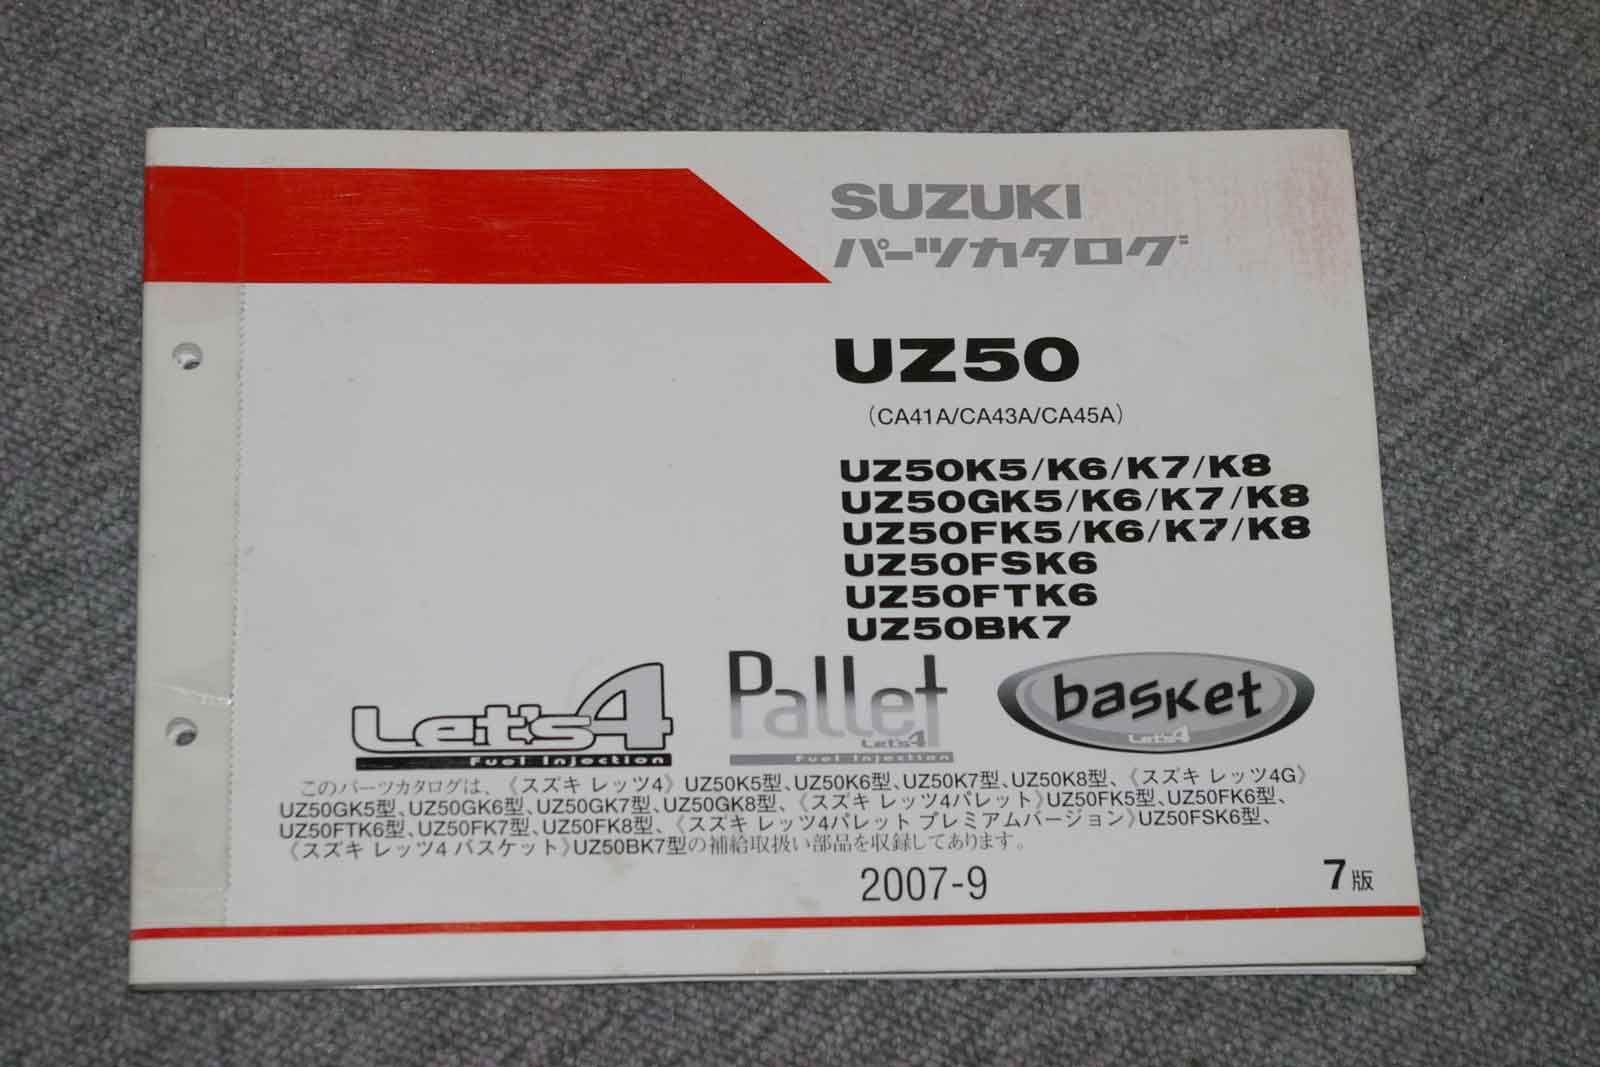 SUZUKI
パーツカタログ
UZ50
（CA41A/CA43A/CA45A）
UZ50K5/K6/K7/K8
UZ50GK5/K6/K7/K8
UZ50FK5/K6/K7/K8
UZ50FSK6
UZ50FTK6
UZ50BK7
Let's4
Fuel Injection
Pallet
Let's4
Fuel Injection
basket
Let's4
このパーツカタログは、《スズキ レッツ4》UZ50K5型、UZ50K6型、UZ50K7型、UZ50K8型、《スズキ レッツ4G》
UZ50GK5型、UZ50GK6型、UZ50GK7型、UZ50GK8型、《スズキ レッツ4パレット》UZ50FK5型、UZ50FK6型、
UZ50FTK6型、UZ50FK7型、UZ50FK8型、《スズキ レッツ4パレット プレミアムバージョン》UZ50FSK6型、
《スズキ レッツ4 バスケット》UZ50BK7型の補給取扱い部品を収録してあります。
2007-9
7版